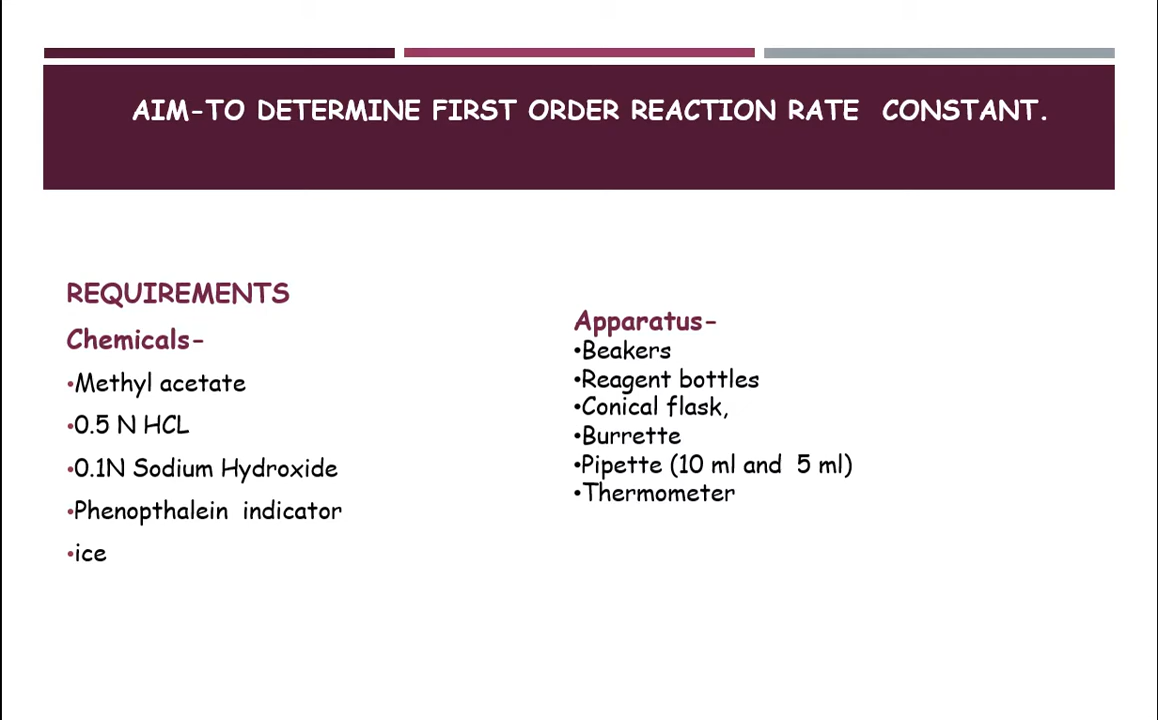 AIM-TO DETERMINE FIRST ORDER REACTION RATE CONSTANT.
REQUIREMENTS
Chemicals-
•Methyl acetate
•0.5 N HCL
•0.1N Sodium Hydroxide
•Phenopthalein indicator
•ice
Apparatus-
•Beakers
•Reagent bottles
•Conical flask,
•Burrette
•Pipette (10 ml and 5 ml)
•Thermometer